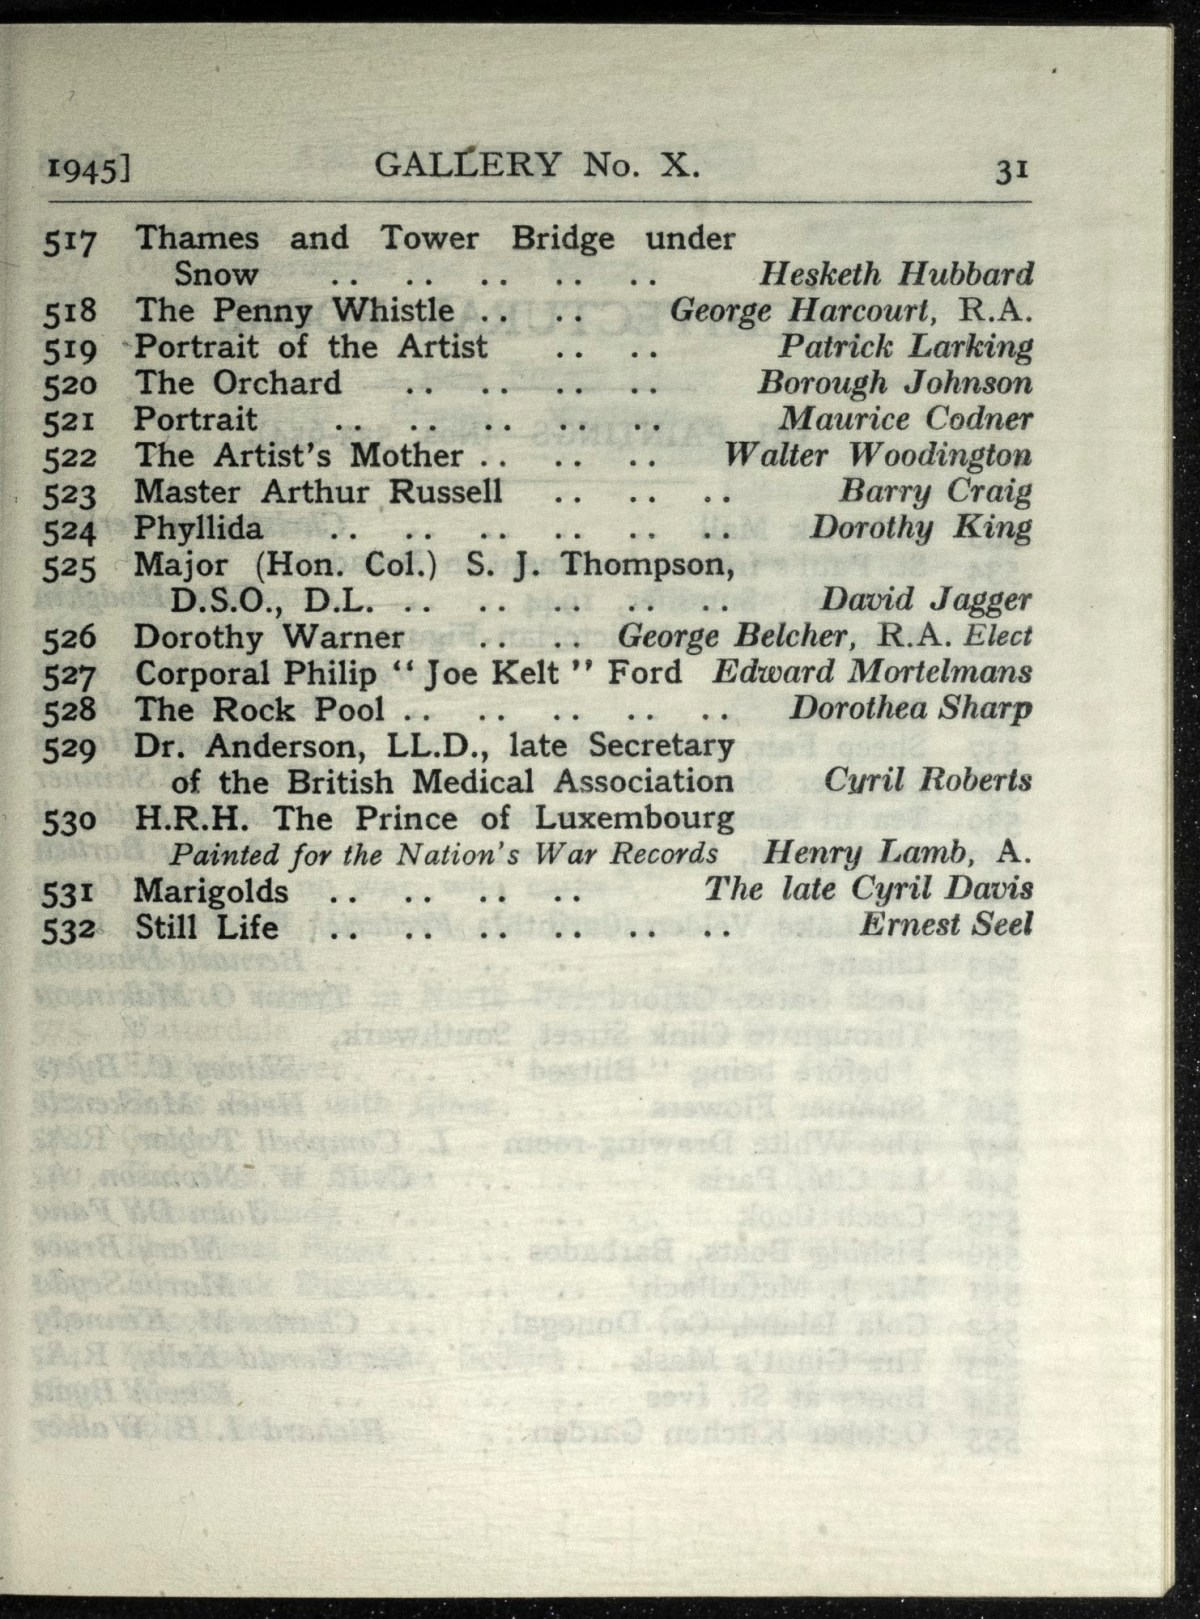 1945] GALLERY No. X. 31
517 Thames and Tower Bridge under
Snow .. .. .. .. .. Hesketh Hubbard
518 The Penny Whistle .. .. George Harcourt, R.A.
519 Portrait of the Artist .. .. Patrick Larking
520 The Orchard .. .. .. .. Borough Johnson
521 Portrait .. .. .. .. .. Maurice Codner
522 The Artist's Mother .. .. .. Walter Woodington
523 Master Arthur Russell .. .. .. Barry Craig
524 Phyllida .. .. .. .. .. .. Dorothy King
525 Major (Hon. Col.) S. J. Thompson,
D.S.O., D.L. .. .. .. .. .. David Jagger
526 Dorothy Warner .. .. George Belcher, R.A. Elect
527 Corporal Philip “ Joe Kelt ” Ford Edward Mortelmans
528 The Rock Pool .. .. .. .. .. Dorothea Sharp
529 Dr. Anderson, LL.D., late Secretary
of the British Medical Association Cyril Roberts
530 H.R.H. The Prince of Luxembourg
Painted for the Nation's War Records Henry Lamb, A.
531 Marigolds .. .. .. .. The late Cyril Davis
532 Still Life .. .. .. .. .. .. Ernest Seel